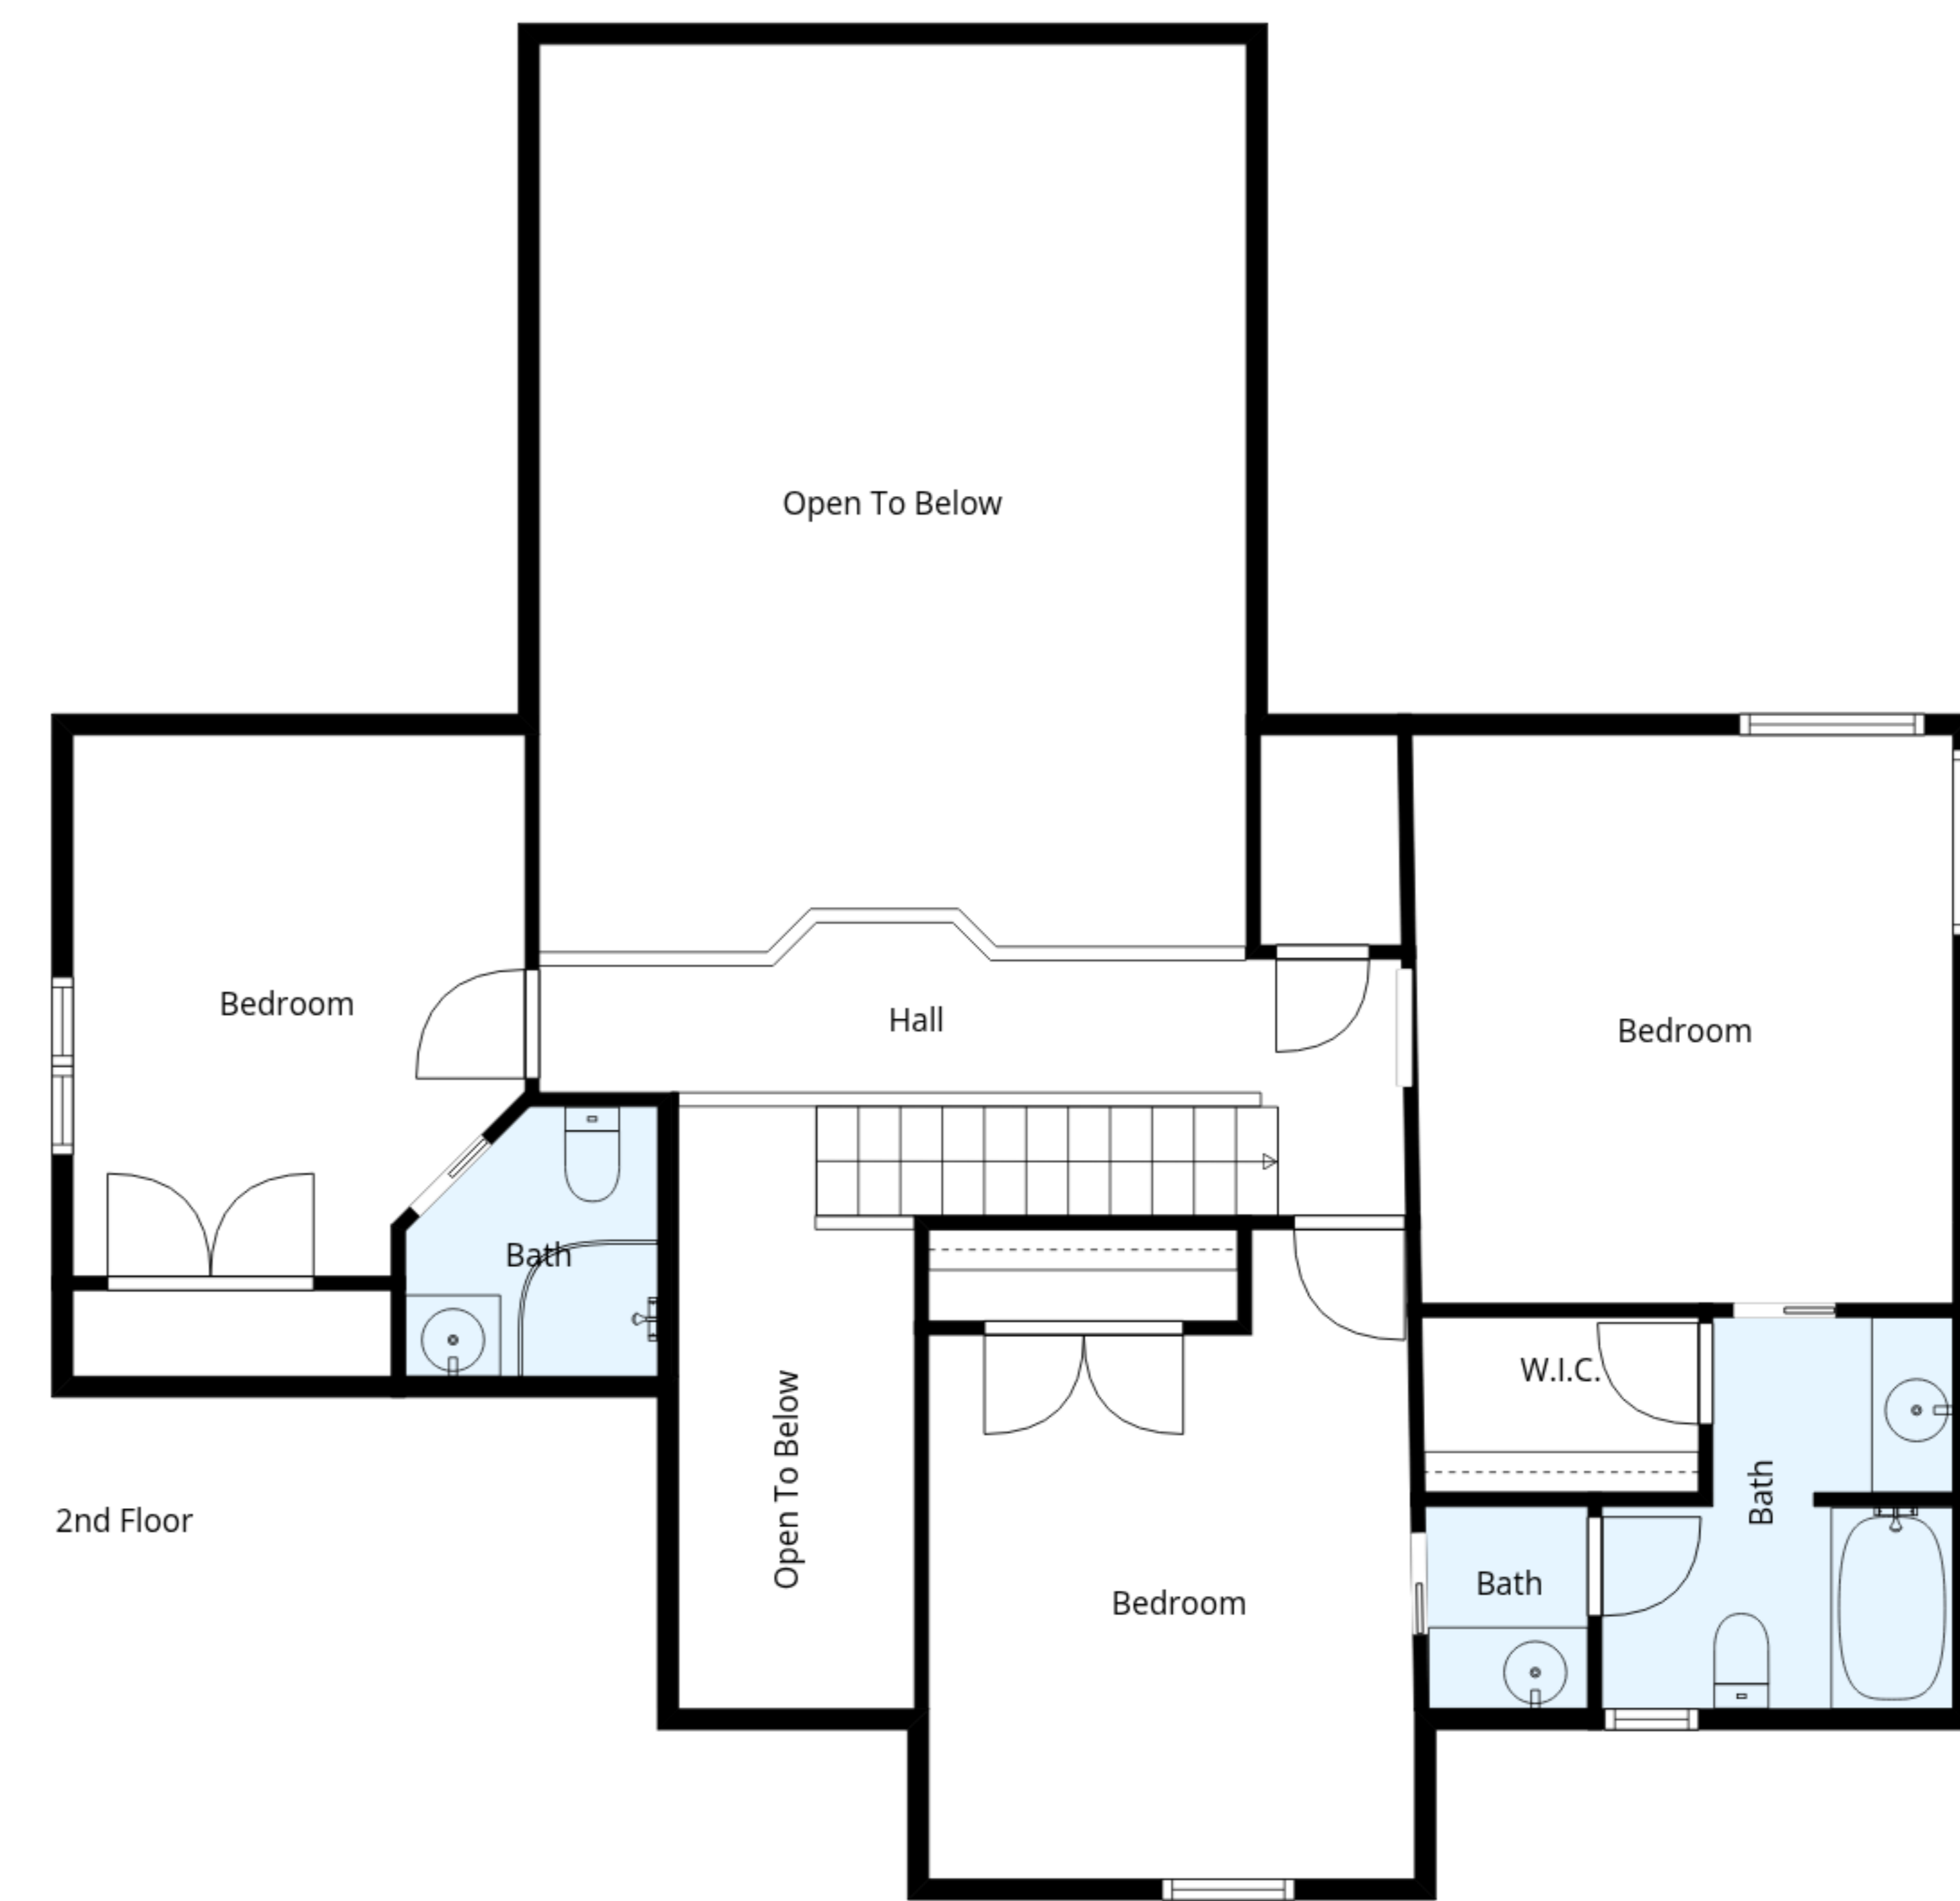 Open To Below
Bedroom
Hall
Bedroom
Bath
W.I.C.
Open To Below
Bath
2nd Floor
Bath
Bedroom